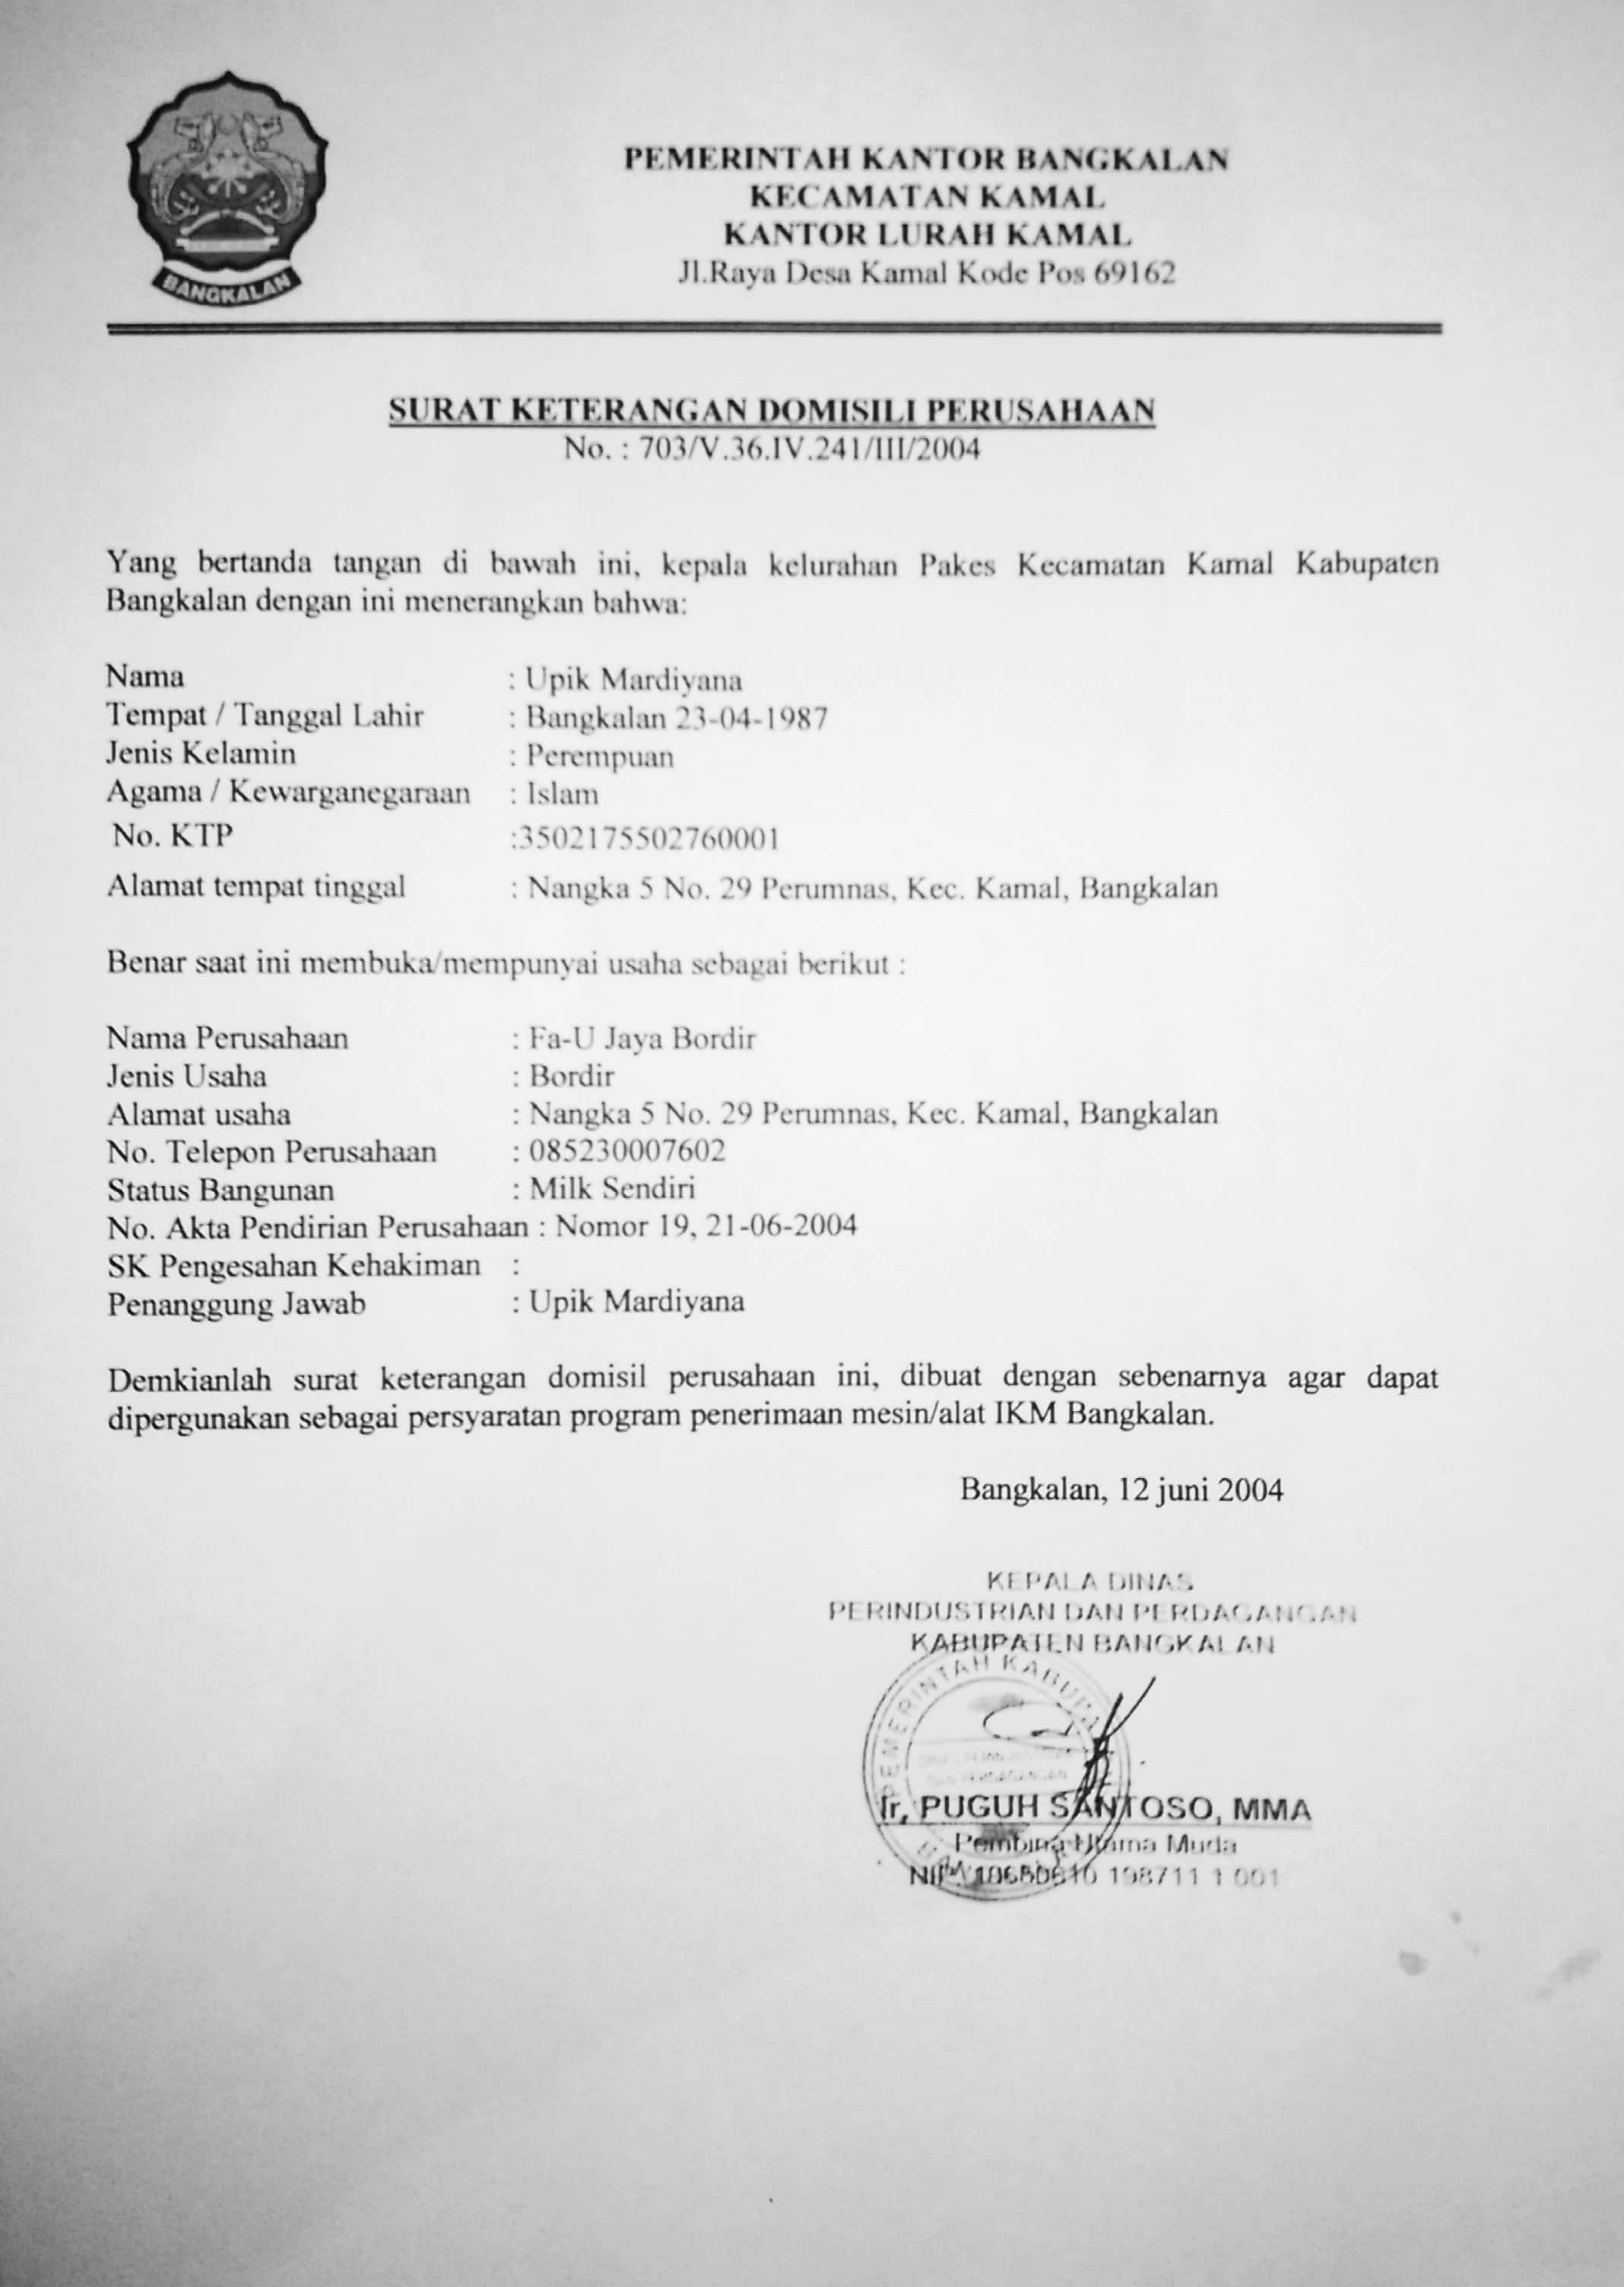 BANGKALAN
PEMERINTAH KANTOR BANGKALAN
KECAMATAN KAMAL
KANTOR LURAH KAMAL
Jl.Raya Desa Kamal Kode Pos 69162
SURAT KETERANGAN DOMISILI PERUSAHAAN
No. : 703/V.36.IV.241/III/2004
Yang bertanda tangan di bawah ini, kepala kelurahan Pakes Kecamatan Kamal Kabupaten
Bangkalan dengan ini menerangkan bahwa:
Nama : Upik Mardiyana
Tempat / Tanggal Lahir : Bangkalan 23-04-1987
Jenis Kelamin : Perempuan
Agama / Kewarganegaraan : Islam
No. KTP :3502175502760001
Alamat tempat tinggal : Nangka 5 No. 29 Perumnas, Kec. Kamal, Bangkalan
Benar saat ini membuka/mempunyai usaha sebagai berikut :
Nama Perusahaan : Fa-U Jaya Bordir
Jenis Usaha : Bordir
Alamat usaha : Nangka 5 No. 29 Perumnas, Kec. Kamal, Bangkalan
No. Telepon Perusahaan : 085230007602
Status Bangunan : Milk Sendiri
No. Akta Pendirian Perusahaan : Nomor 19, 21-06-2004
SK Pengesahan Kehakiman :
Penanggung Jawab : Upik Mardiyana
Demkianlah surat keterangan domisil perusahaan ini, dibuat dengan sebenarnya agar dapat
dipergunakan sebagai persyaratan program penerimaan mesin/alat IKM Bangkalan.
Bangkalan, 12 juni 2004
KEPALA DINAS
PERINDUSTRIAN DAN PERDAGANGAN
KABUPATEN BANGKALAN
PEMERINTAH KABUPA
Ir, PUGUH SANTOSO, MMA
Pembina Utama Muda
NIP 198711 1 001